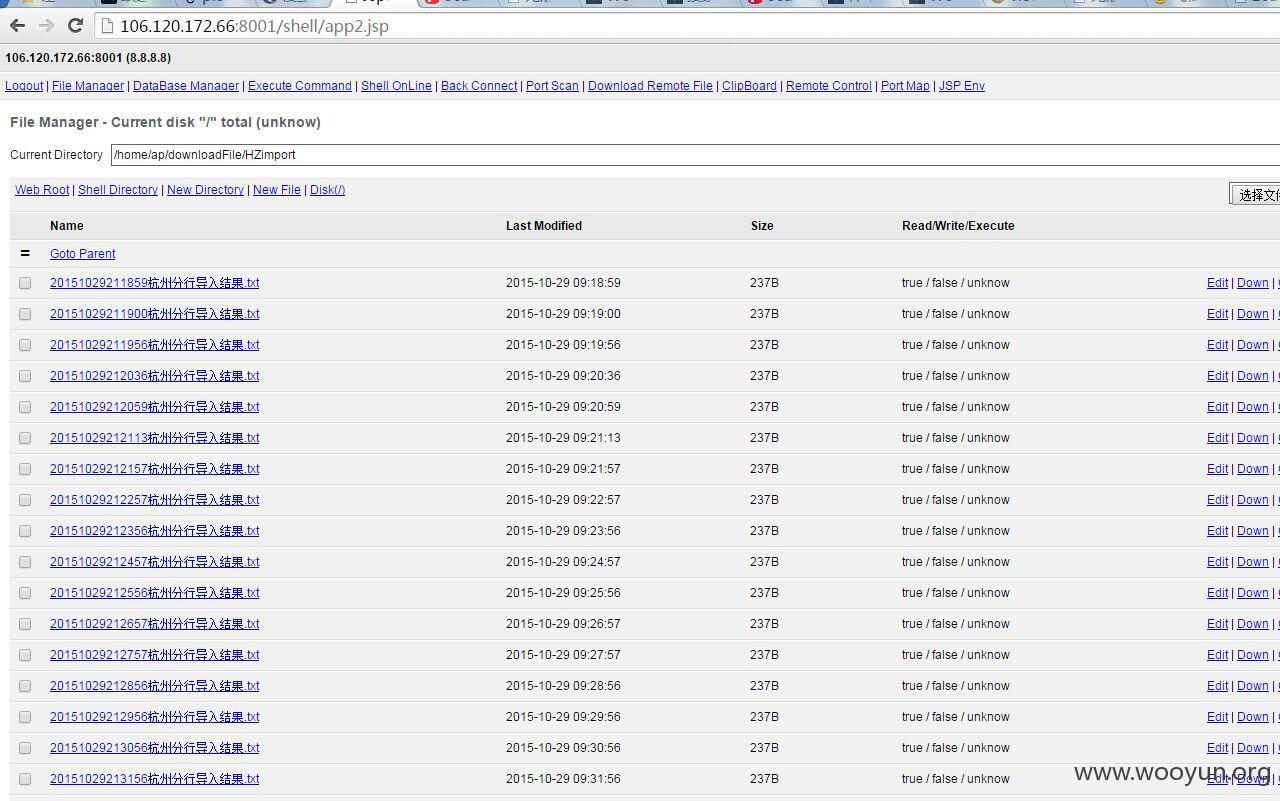 106.120.172.66:8001/shell/app2.jsp
106.120.172.66:8001 (8.8.8.8)
Logout | File Manager | DataBase Manager | Execute Command | Shell OnLine | Back Connect | Port Scan | Download Remote File | ClipBoard | Remote Control | Port Map | JSP Env
File Manager - Current disk "/" total (unknow)
Current Directory /home/ap/downloadFile/HZimport
Web Root | Shell Directory | New Directory | New File | Disk(/) 选择文
Name Last Modified Size Read/Write/Execute
= Goto Parent
20151029211859杭州分行导入结果.txt 2015-10-29 09:18:59 237B true / false / unknow Edit | Down |
20151029211900杭州分行导入结果.txt 2015-10-29 09:19:00 237B true / false / unknow Edit | Down |
20151029211956杭州分行导入结果.txt 2015-10-29 09:19:56 237B true / false / unknow Edit | Down |
20151029212036杭州分行导入结果.txt 2015-10-29 09:20:36 237B true / false / unknow Edit | Down |
20151029212059杭州分行导入结果.txt 2015-10-29 09:20:59 237B true / false / unknow Edit | Down |
20151029212113杭州分行导入结果.txt 2015-10-29 09:21:13 237B true / false / unknow Edit | Down |
20151029212157杭州分行导入结果.txt 2015-10-29 09:21:57 237B true / false / unknow Edit | Down |
20151029212257杭州分行导入结果.txt 2015-10-29 09:22:57 237B true / false / unknow Edit | Down |
20151029212356杭州分行导入结果.txt 2015-10-29 09:23:56 237B true / false / unknow Edit | Down |
20151029212457杭州分行导入结果.txt 2015-10-29 09:24:57 237B true / false / unknow Edit | Down |
20151029212556杭州分行导入结果.txt 2015-10-29 09:25:56 237B true / false / unknow Edit | Down |
20151029212657杭州分行导入结果.txt 2015-10-29 09:26:57 237B true / false / unknow Edit | Down |
20151029212757杭州分行导入结果.txt 2015-10-29 09:27:57 237B true / false / unknow Edit | Down |
20151029212856杭州分行导入结果.txt 2015-10-29 09:28:56 237B true / false / unknow Edit | Down |
20151029212956杭州分行导入结果.txt 2015-10-29 09:29:56 237B true / false / unknow Edit | Down |
20151029213056杭州分行导入结果.txt 2015-10-29 09:30:56 237B true / false / unknow Edit | Down |
20151029213156杭州分行导入结果.txt 2015-10-29 09:31:56 237B true / false / unknow Edit | Down |
www.wooyun.org